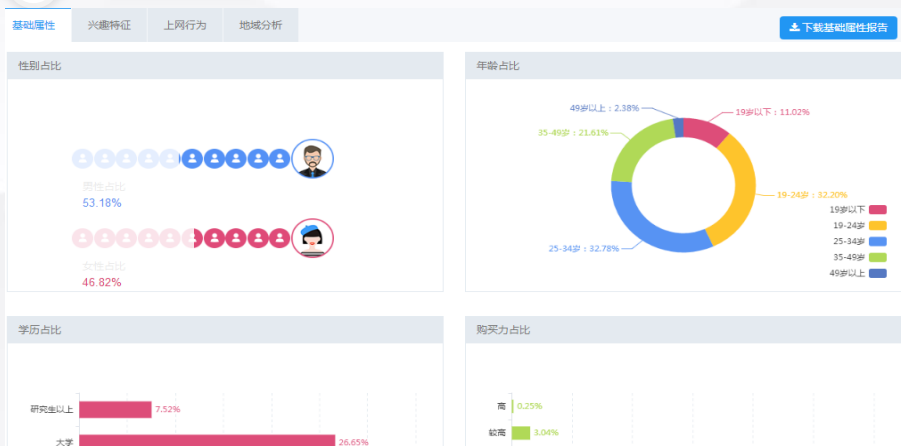 基础属性 兴趣特征 上网行为 地域分析
下载基础属性报告
性别占比
男性占比
53.18%
女性占比
46.82%
年龄占比
49岁以上：2.38%
19岁以下：11.02%
35-49岁：21.61%
19-24岁：32.20%
25-34岁：32.78%
19岁以下
19-24岁
25-34岁
35-49岁
49岁以上
学历占比
研究生以上 7.52%
大学 26.65%
购买力占比
高 0.25%
较高 3.04%